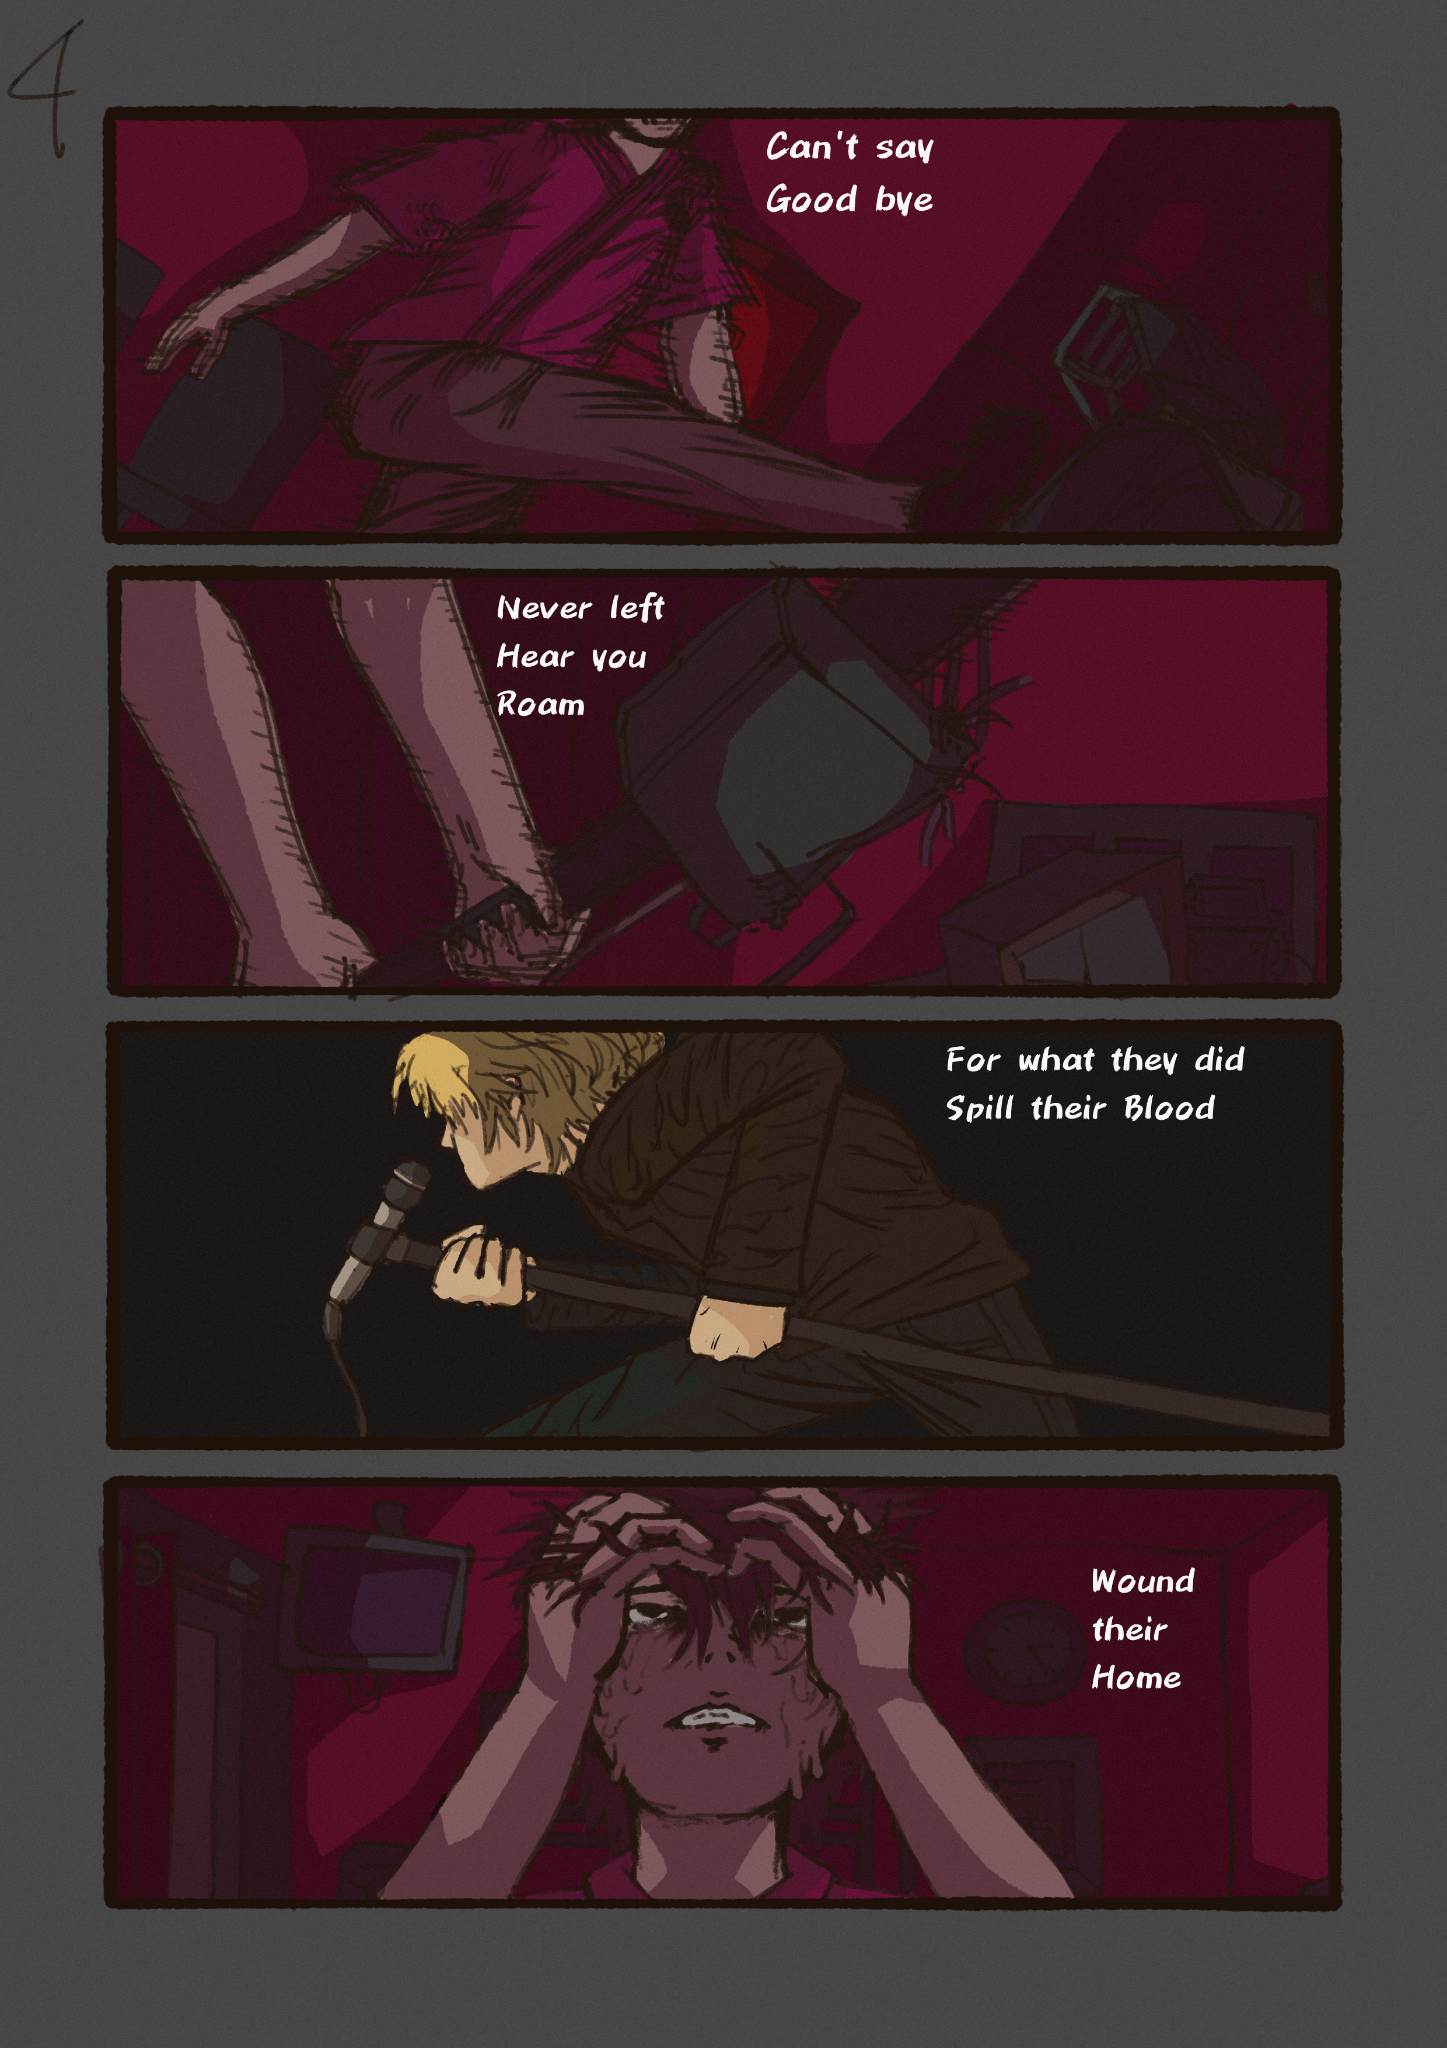 4
Can't say
Good bye
Never left
Hear you
Roam
For what they did
Spill their Blood
Wound
their
Home